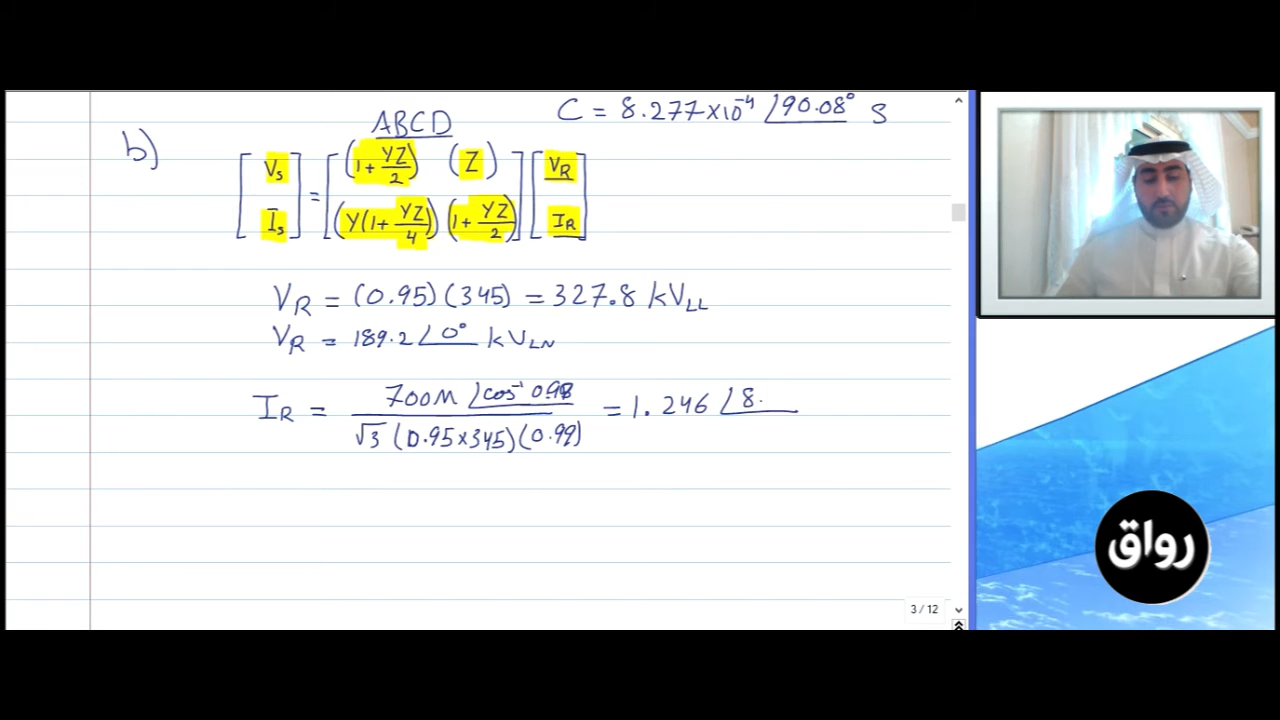 C = 8.277×10⁻⁴ ∠90.08° S
ABCD
b)
[Vs] = [(1+YZ/2) (Z)] [VR]
[Is] [(Y(1+YZ/4)) (1+YZ/2)] [IR]
VR = (0.95)(345) = 327.8 kVLL
VR = 189.2 ∠0° kVLN
IR = 700M ∠cos⁻¹ 0.99 / √3 (0.95×345)(0.99) = 1.246 ∠8.
رواق
3 / 12